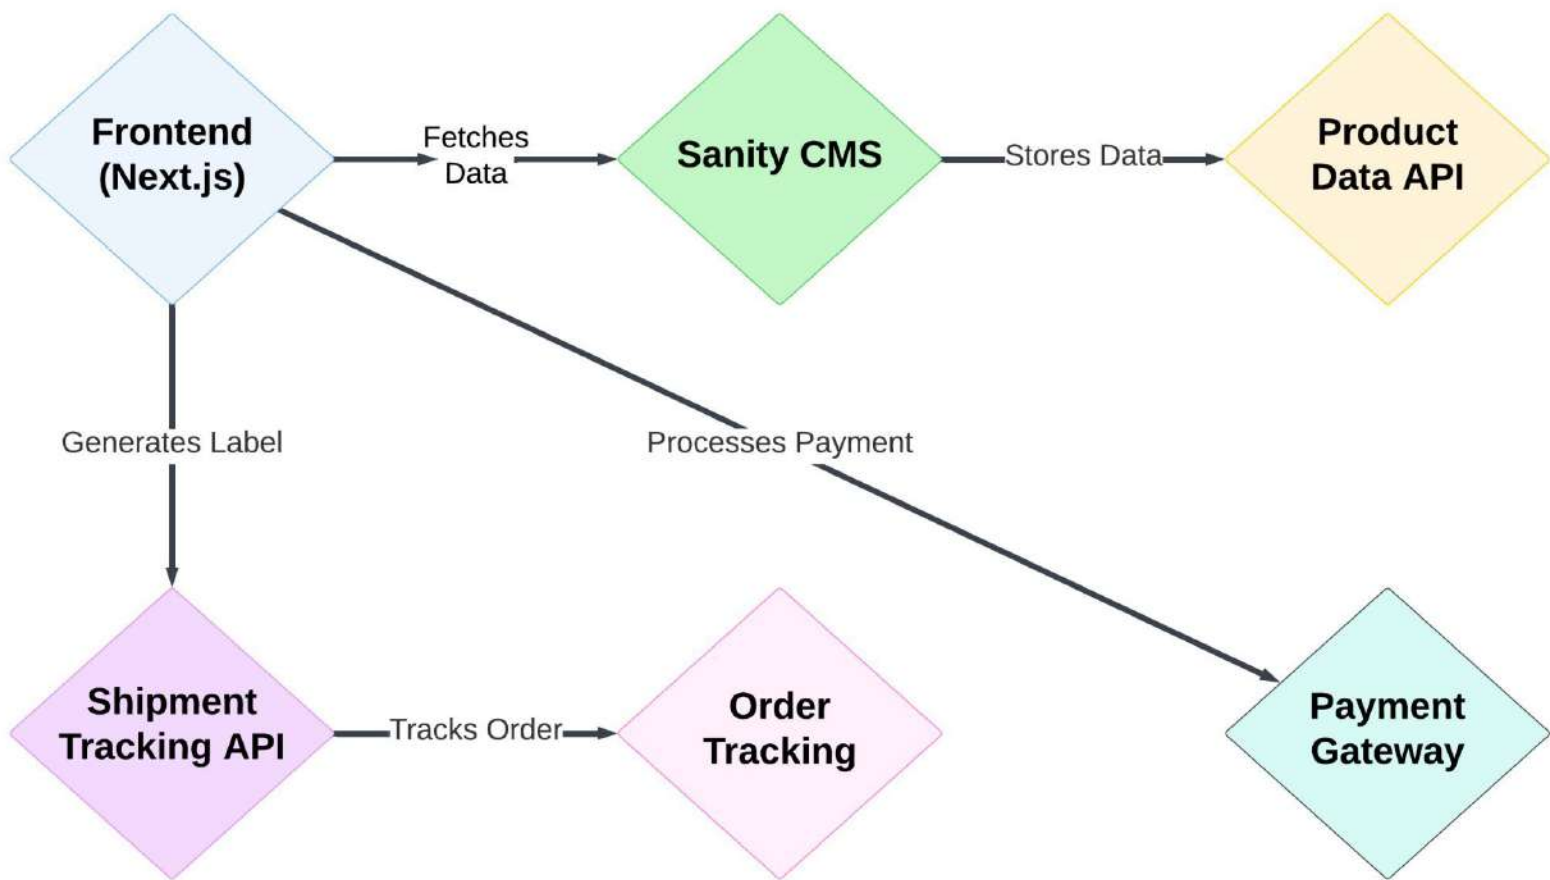 Frontend
(Next.js)
Fetches
Data
Sanity CMS
Stores Data
Product
Data API
Generates Label
Processes Payment
Shipment
Tracking API
Tracks Order
Order
Tracking
Payment
Gateway